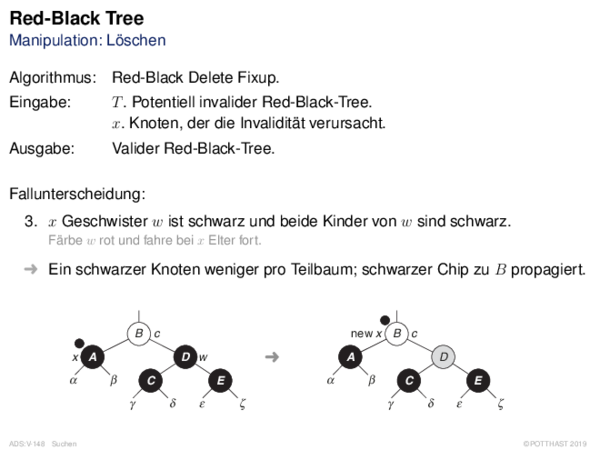 Red-Black Tree
Manipulation: Löschen
Algorithmus: Red-Black Delete Fixup.
Eingabe: T. Potentiell invalider Red-Black-Tree.
x. Knoten, der die Invalidität verursacht.
Ausgabe: Valider Red-Black-Tree.
Fallunterscheidung:
3. x Geschwister w ist schwarz und beide Kinder von w sind schwarz.
Färbe w rot und fahre bei x Elter fort.
➜ Ein schwarzer Knoten weniger pro Teilbaum; schwarzer Chip zu B propagiert.
B c
x A D w
α β C E
γ δ ε ζ
➜
new x B c
A D
α β C E
γ δ ε ζ
ADS:V-148 Suchen ©POTTHAST 2019